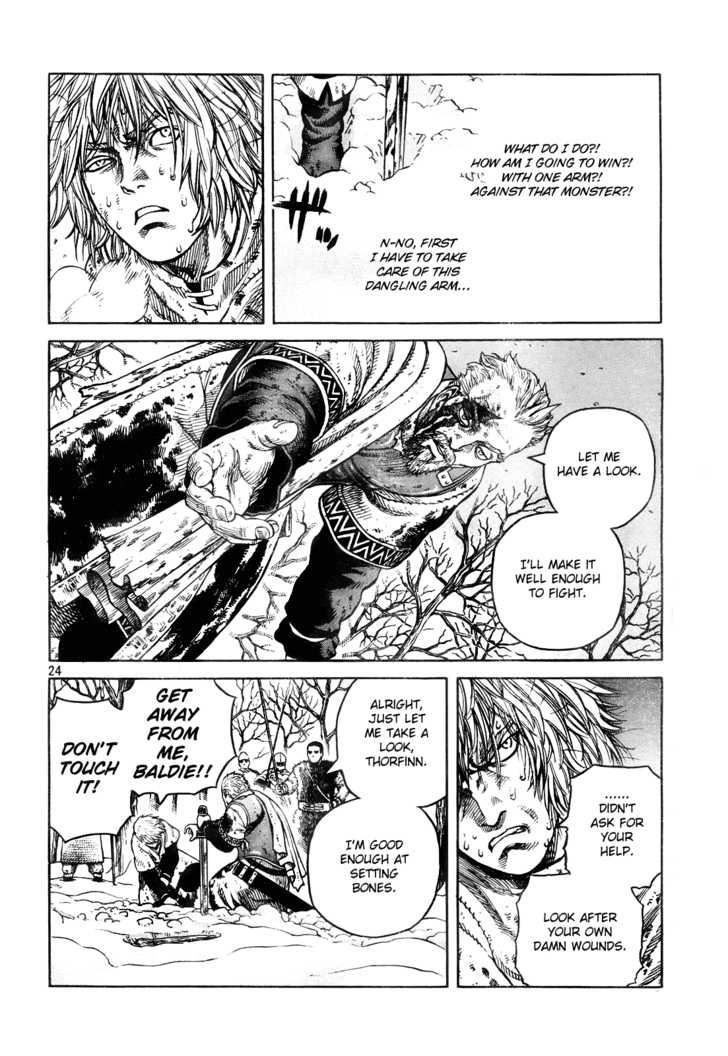 WHAT DO I DO?!
HOW AM I GOING TO WIN?!
WITH ONE ARM?!
AGAINST THAT MONSTER?!
N-NO, FIRST
I HAVE TO TAKE
CARE OF THIS
DANGLING ARM...
ザッ
LET ME
HAVE A LOOK.
I'LL MAKE IT
WELL ENOUGH
TO FIGHT.
24
GET
AWAY
FROM
ME,
BALDIE!!
DON'T
TOUCH
IT!
ALRIGHT,
JUST LET
ME TAKE
A LOOK,
THORFINN.
I'M GOOD
ENOUGH AT
SETTING
BONES.
......
DIDN'T
ASK FOR
YOUR
HELP.
LOOK AFTER
YOUR OWN
DAMN WOUNDS.